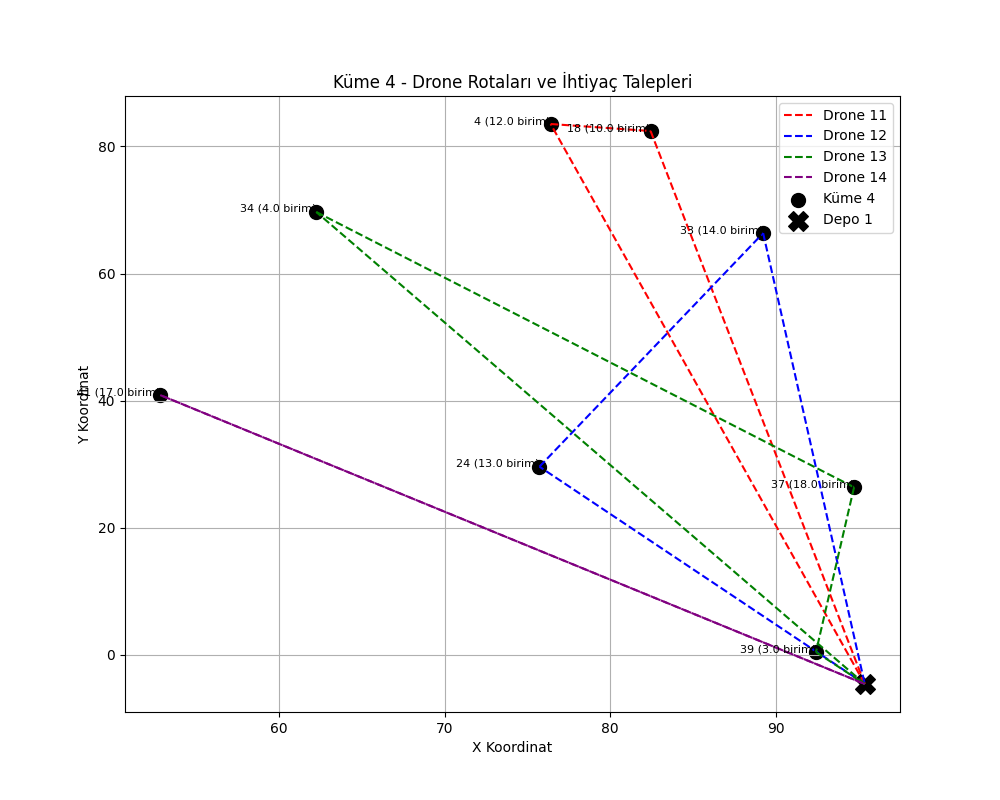 Küme 4 - Drone Rotaları ve İhtiyaç Talepleri
Drone 11
Drone 12
Drone 13
Drone 14
Küme 4
Depo 1
4 (12.0 birim)
18 (10.0 birim)
34 (4.0 birim)
33 (14.0 birim)
(17.0 birim)
24 (13.0 birim)
37 (18.0 birim)
39 (3.0 birim)
80
60
40
20
0
Y Koordinat
60
70
80
90
X Koordinat